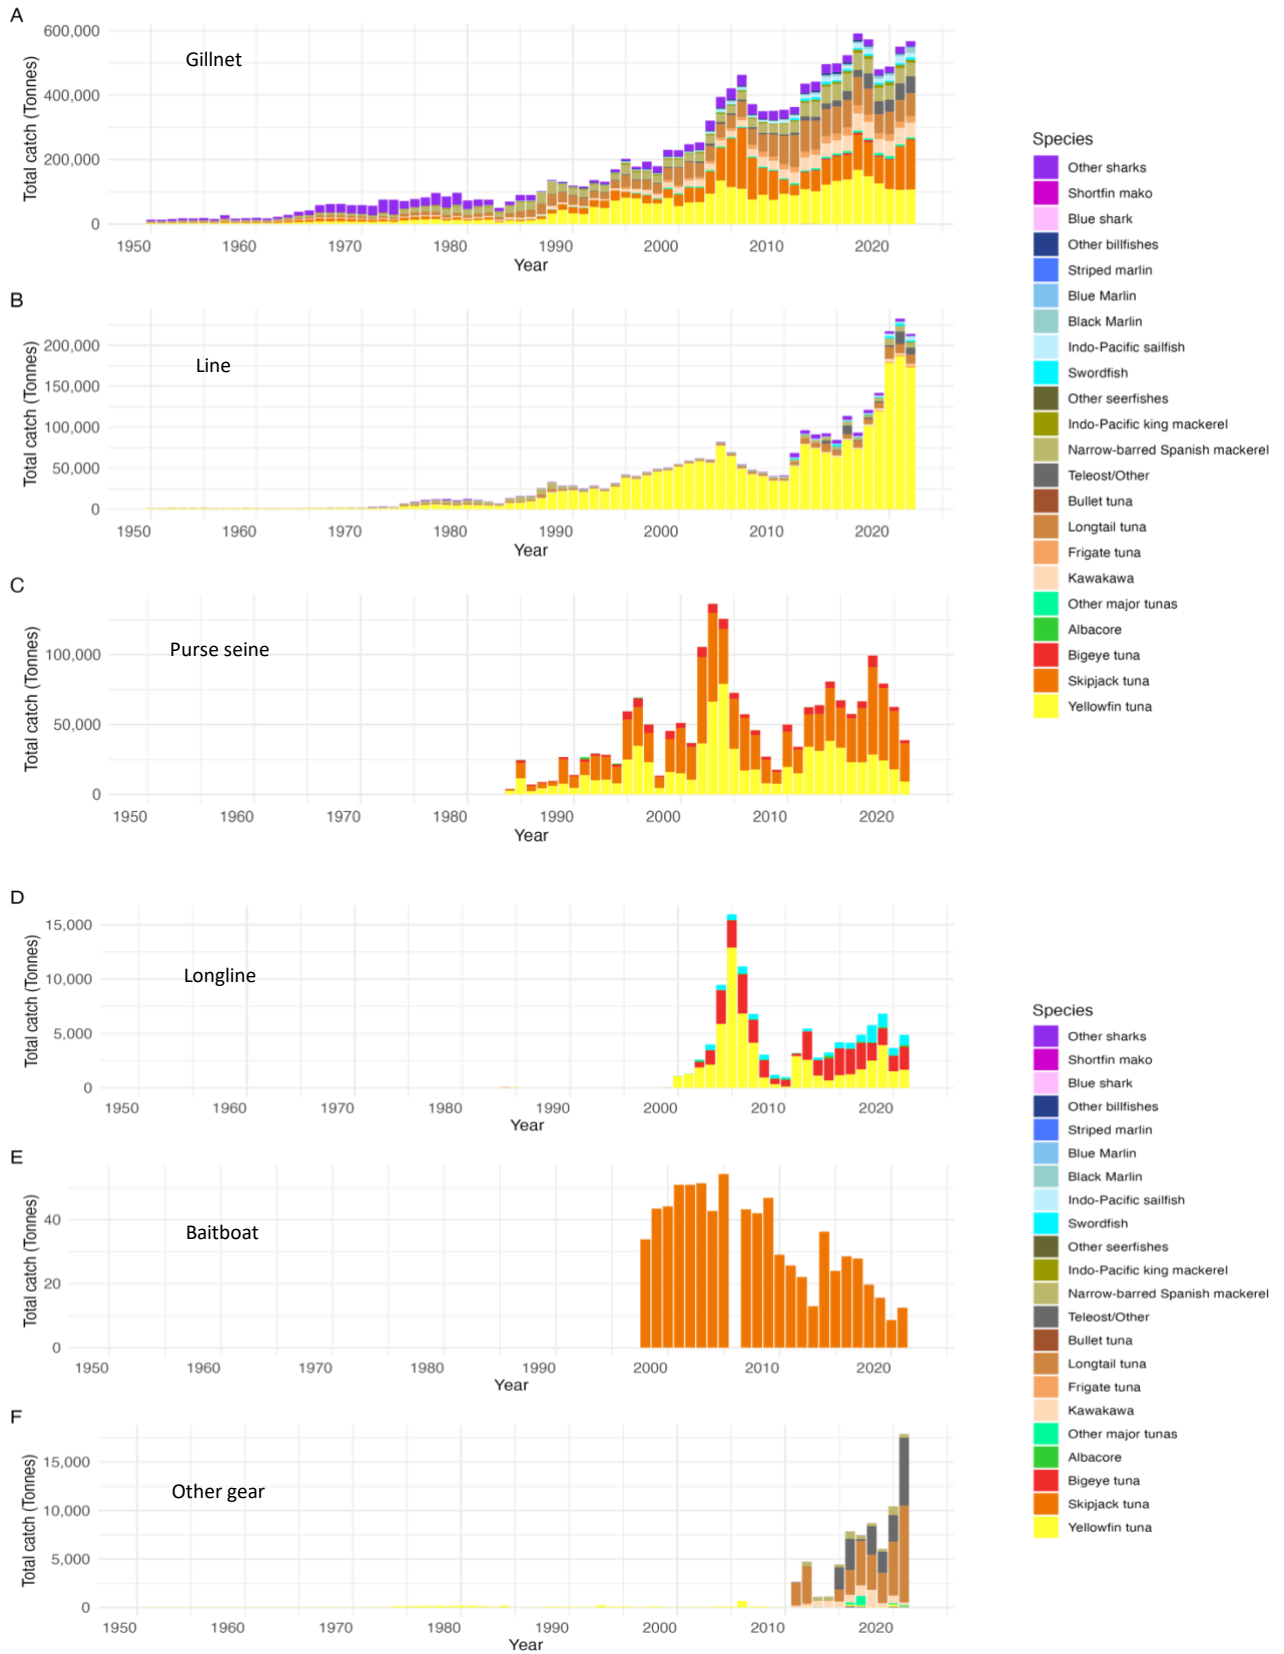 A
Gillnet
Total catch (Tonnes)
600,000
400,000
200,000
0
1950 1960 1970 1980 1990 2000 2010 2020
Year
B
Line
Total catch (Tonnes)
200,000
150,000
100,000
50,000
0
1950 1960 1970 1980 1990 2000 2010 2020
Year
C
Purse seine
Total catch (Tonnes)
100,000
50,000
0
1950 1960 1970 1980 1990 2000 2010 2020
Year
Species
Other sharks
Shortfin mako
Blue shark
Other billfishes
Striped marlin
Blue Marlin
Black Marlin
Indo-Pacific sailfish
Swordfish
Other seerfishes
Indo-Pacific king mackerel
Narrow-barred Spanish mackerel
Teleost/Other
Bullet tuna
Longtail tuna
Frigate tuna
Kawakawa
Other major tunas
Albacore
Bigeye tuna
Skipjack tuna
Yellowfin tuna
D
Longline
Total catch (Tonnes)
15,000
10,000
5,000
0
1950 1960 1970 1980 1990 2000 2010 2020
Year
E
Baitboat
Total catch (Tonnes)
40
20
0
1950 1960 1970 1980 1990 2000 2010 2020
Year
F
Other gear
Total catch (Tonnes)
15,000
10,000
5,000
0
1950 1960 1970 1980 1990 2000 2010 2020
Year
Species
Other sharks
Shortfin mako
Blue shark
Other billfishes
Striped marlin
Blue Marlin
Black Marlin
Indo-Pacific sailfish
Swordfish
Other seerfishes
Indo-Pacific king mackerel
Narrow-barred Spanish mackerel
Teleost/Other
Bullet tuna
Longtail tuna
Frigate tuna
Kawakawa
Other major tunas
Albacore
Bigeye tuna
Skipjack tuna
Yellowfin tuna